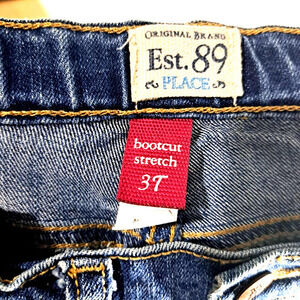 ORIGINAL BRAND
Est. 89
PLACE
bootcut
stretch
3T